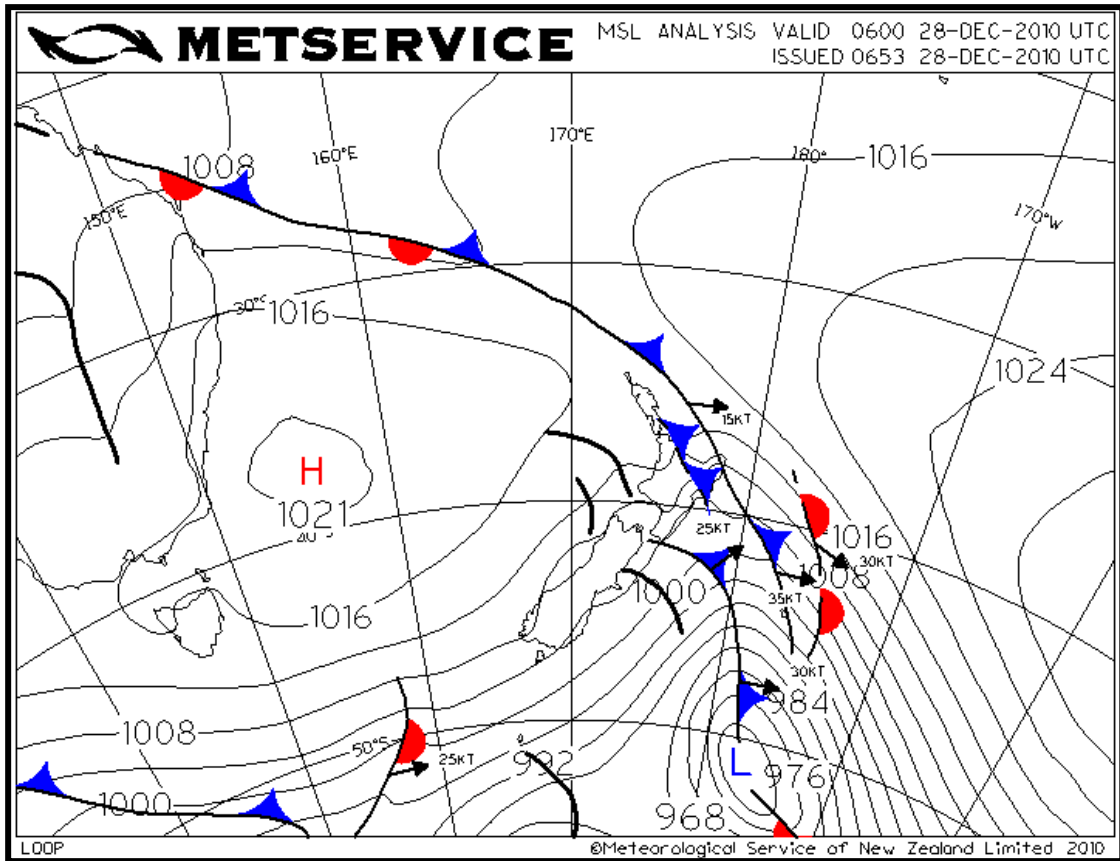 METSERVICE
MSL ANALYSIS VALID 0600 28-DEC-2010 UTC
ISSUED 0653 28-DEC-2010 UTC
170°E
160°E
1008
180°
1016
150°E
170°W
30°S
1016
1024
15KT
H
1021
40°S
25KT
1016
30KT
1008
1000
35KT
1016
30KT
984
1008
50°S
25KT
992
L
976
1000
968
LOOP
©Meteorological Service of New Zealand Limited 2010